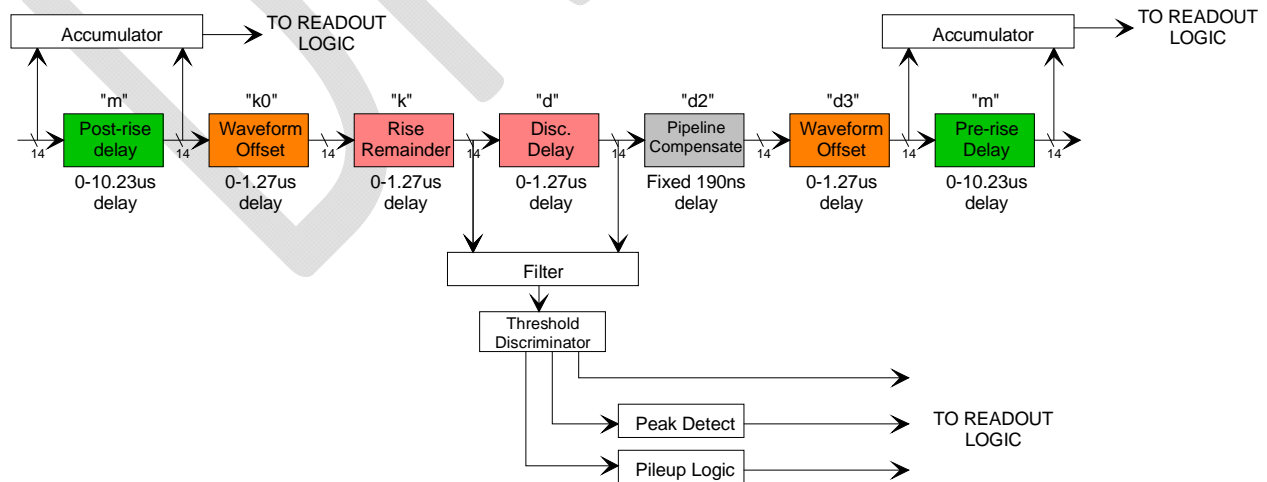 Accumulator
TO READOUT
LOGIC
Accumulator
TO READOUT
LOGIC
"m"
"k0"
"k"
"d"
"d2"
"d3"
"m"
Post-rise
delay
Waveform
Offset
Rise
Remainder
Disc.
Delay
Pipeline
Compensate
Waveform
Offset
Pre-rise
Delay
14
14
14
14
14
14
14
14
0-10.23us
delay
0-1.27us
delay
0-1.27us
delay
0-1.27us
delay
Fixed 190ns
delay
0-1.27us
delay
0-10.23us
delay
Filter
Threshold
Discriminator
Peak Detect
Pileup Logic
TO READOUT
LOGIC